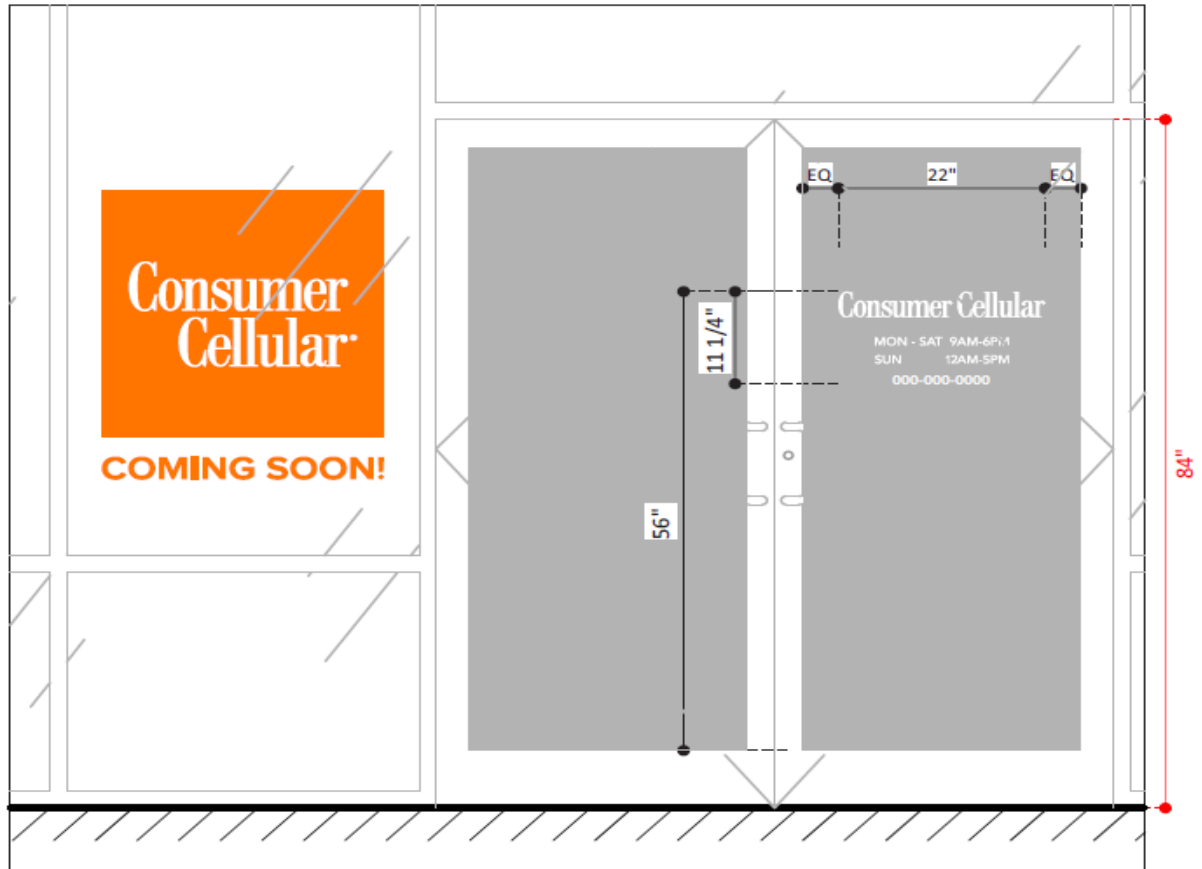 Consumer
Cellular
COMING SOON!
EQ 22" EQ
11 1/4"
Consumer Cellular
MON - SAT 9AM-6PM
SUN 12AM-5PM
000-000-0000
56"
84"